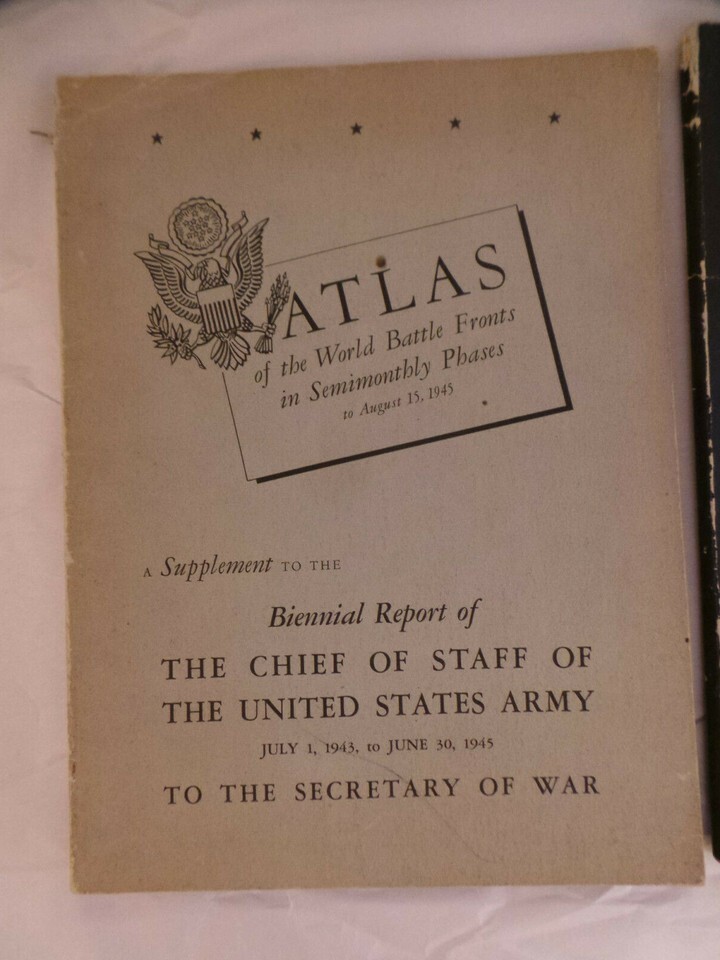 ATLAS
of the World Battle Fronts
in Semimonthly Phases
to August 15, 1945
A Supplement TO THE
Biennial Report of
THE CHIEF OF STAFF OF
THE UNITED STATES ARMY
JULY 1, 1943, to JUNE 30, 1945
TO THE SECRETARY OF WAR